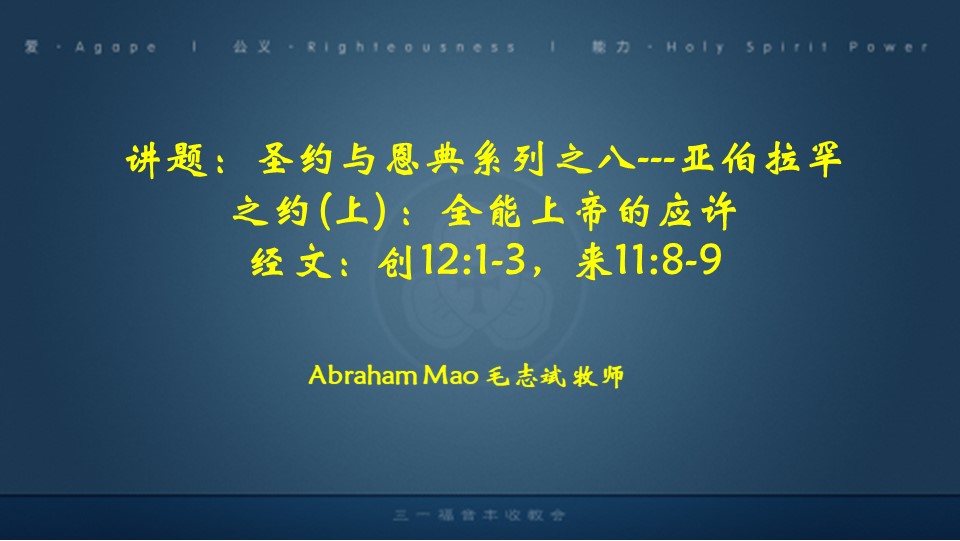 爱 · Agape | 公义 · Righteousness | 能力 · Holy Spirit Power
讲题：圣约与恩典系列之八---亚伯拉罕
之约(上)：全能上帝的应许
经文：创12:1-3，来11:8-9
Abraham Mao 毛志斌牧师
三一福音丰收教会